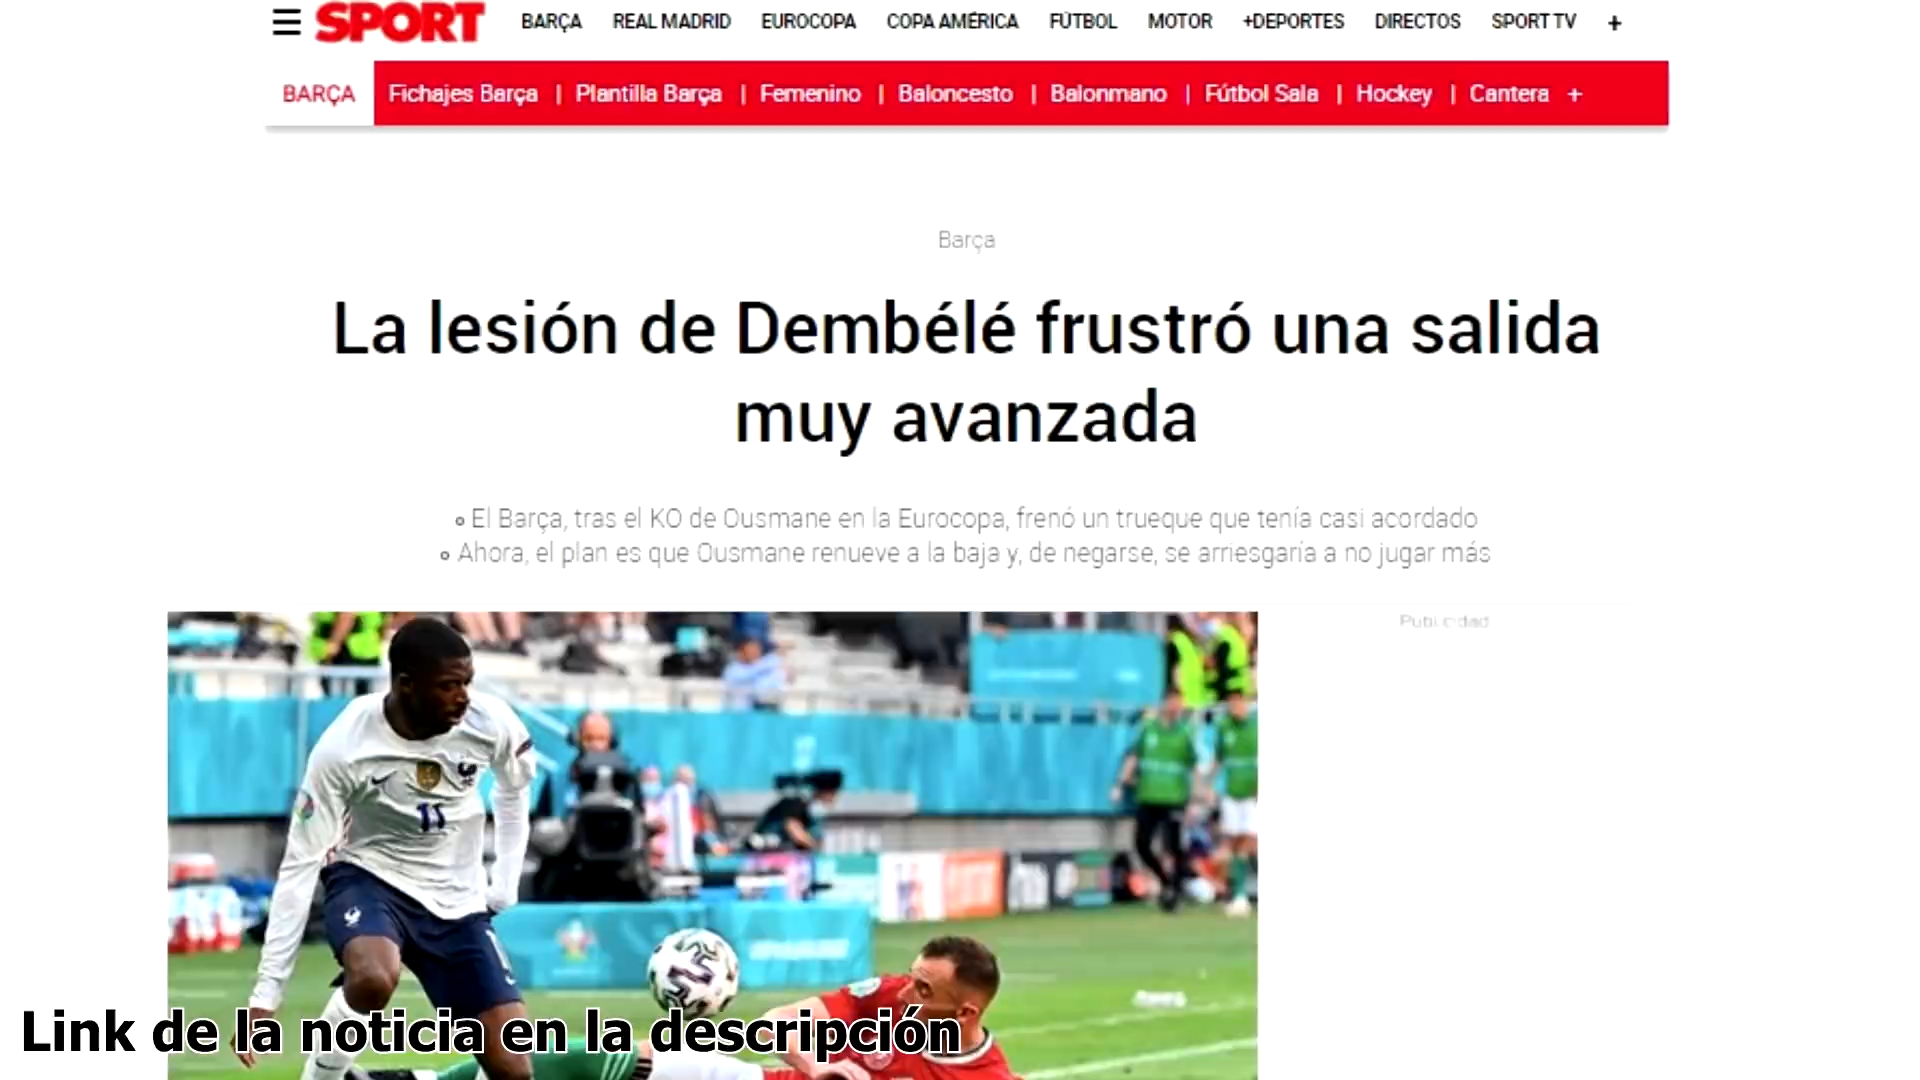 SPORT BARÇA REAL MADRID EUROCOPA COPA AMÉRICA FÚTBOL MOTOR +DEPORTES DIRECTOS SPORT TV +
BARÇA Fichajes Barça | Plantilla Barça | Femenino | Baloncesto | Balonmano | Fútbol Sala | Hockey | Cantera +
Barça
La lesión de Dembélé frustró una salida
muy avanzada
El Barça, tras el KO de Ousmane en la Eurocopa, frenó un trueque que tenía casi acordado
Ahora, el plan es que Ousmane renueve a la baja y, de negarse, se arriesgaría a no jugar más
Publicidad
11
Link de la noticia en la descripción